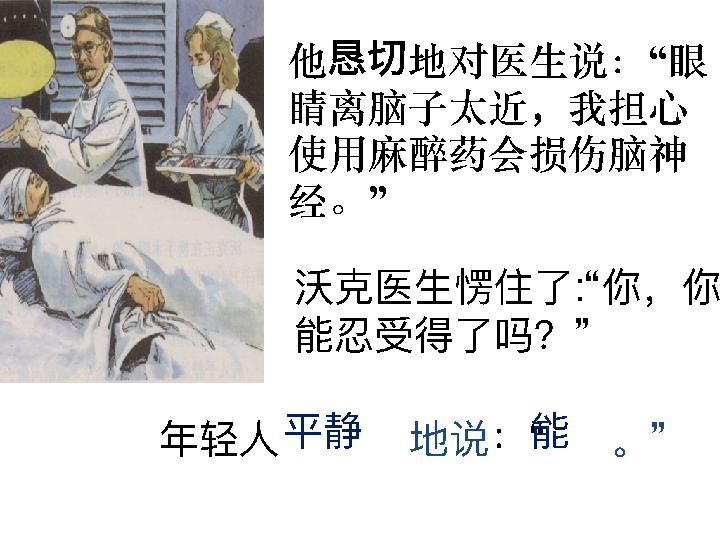 他恳切地对医生说：“眼
睛离脑子太近，我担心
使用麻醉药会损伤脑神
经。”
沃克医生愣住了:“你，你
能忍受得了吗？”
年轻人平静 地说：“能 。”